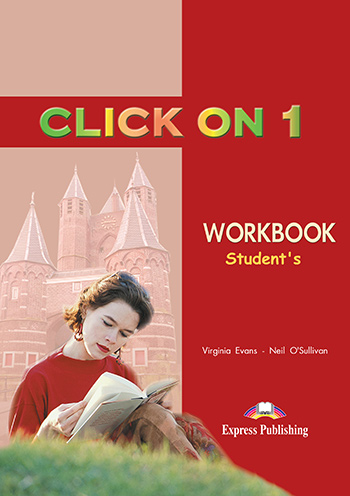 CLICK ON 1
WORKBOOK
Student's
Virginia Evans - Neil O'Sullivan
Express Publishing